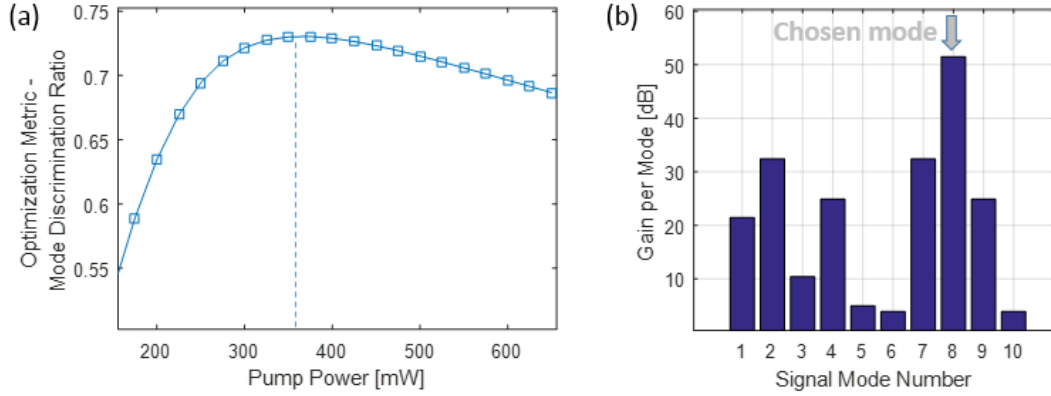 (a)
Optimization Metric -
Mode Discrimination Ratio
0.75
0.7
0.65
0.6
0.55
200 300 400 500 600
Pump Power [mW]
(b)
Chosen mode
Gain per Mode [dB]
60
50
40
30
20
10
1 2 3 4 5 6 7 8 9 10
Signal Mode Number